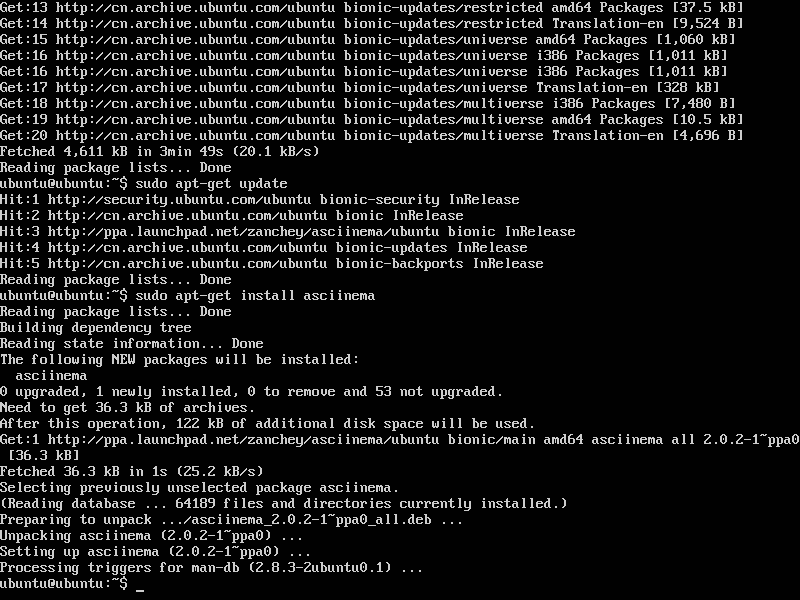 Get:13 http://cn.archive.ubuntu.com/ubuntu bionic-updates/restricted amd64 Packages [37.5 kB]
Get:14 http://cn.archive.ubuntu.com/ubuntu bionic-updates/restricted Translation-en [9,524 B]
Get:15 http://cn.archive.ubuntu.com/ubuntu bionic-updates/universe amd64 Packages [1,060 kB]
Get:16 http://cn.archive.ubuntu.com/ubuntu bionic-updates/universe i386 Packages [1,011 kB]
Get:16 http://cn.archive.ubuntu.com/ubuntu bionic-updates/universe i386 Packages [1,011 kB]
Get:17 http://cn.archive.ubuntu.com/ubuntu bionic-updates/universe Translation-en [328 kB]
Get:18 http://cn.archive.ubuntu.com/ubuntu bionic-updates/multiverse i386 Packages [7,480 B]
Get:19 http://cn.archive.ubuntu.com/ubuntu bionic-updates/multiverse amd64 Packages [10.5 kB]
Get:20 http://cn.archive.ubuntu.com/ubuntu bionic-updates/multiverse Translation-en [4,696 B]
Fetched 4,611 kB in 3min 49s (20.1 kB/s)
Reading package lists... Done
ubuntu@ubuntu:~$ sudo apt-get update
Hit:1 http://security.ubuntu.com/ubuntu bionic-security InRelease
Hit:2 http://cn.archive.ubuntu.com/ubuntu bionic InRelease
Hit:3 http://ppa.launchpad.net/zanchey/asciinema/ubuntu bionic InRelease
Hit:4 http://cn.archive.ubuntu.com/ubuntu bionic-updates InRelease
Hit:5 http://cn.archive.ubuntu.com/ubuntu bionic-backports InRelease
Reading package lists... Done
ubuntu@ubuntu:~$ sudo apt-get install asciinema
Reading package lists... Done
Building dependency tree
Reading state information... Done
The following NEW packages will be installed:
  asciinema
0 upgraded, 1 newly installed, 0 to remove and 53 not upgraded.
Need to get 36.3 kB of archives.
After this operation, 122 kB of additional disk space will be used.
Get:1 http://ppa.launchpad.net/zanchey/asciinema/ubuntu bionic/main amd64 asciinema all 2.0.2-1~ppa0
 [36.3 kB]
Fetched 36.3 kB in 1s (25.2 kB/s)
Selecting previously unselected package asciinema.
(Reading database ... 64189 files and directories currently installed.)
Preparing to unpack .../asciinema_2.0.2-1~ppa0_all.deb ...
Unpacking asciinema (2.0.2-1~ppa0) ...
Setting up asciinema (2.0.2-1~ppa0) ...
Processing triggers for man-db (2.8.3-2ubuntu0.1) ...
ubuntu@ubuntu:~$ _